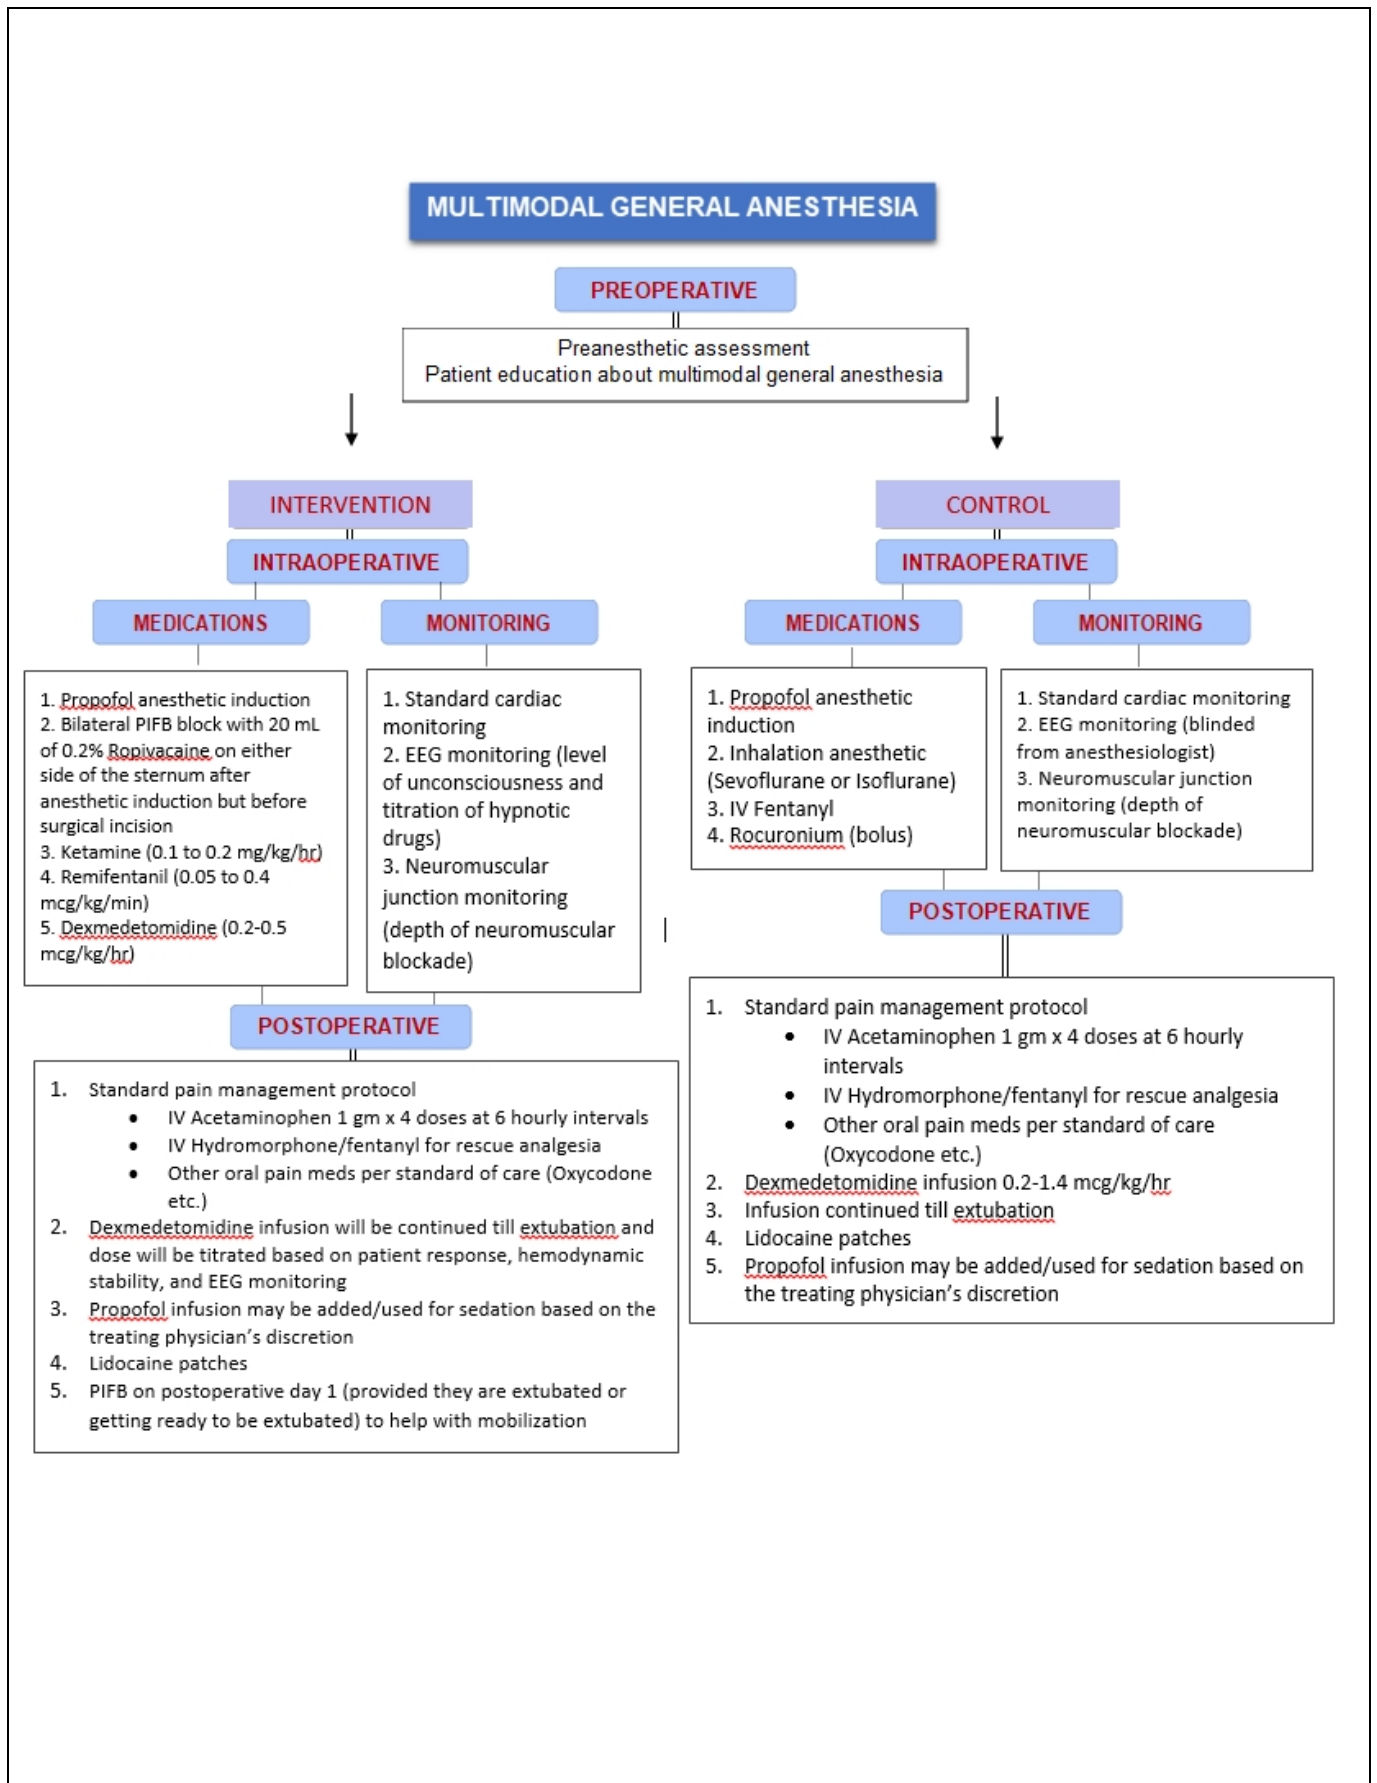 MULTIMODAL GENERAL ANESTHESIA
PREOPERATIVE
Preanesthetic assessment
Patient education about multimodal general anesthesia
INTERVENTION
INTRAOPERATIVE
MEDICATIONS
1. Propofol anesthetic induction
2. Bilateral PIFB block with 20 mL
of 0.2% Ropivacaine on either
side of the sternum after
anesthetic induction but before
surgical incision
3. Ketamine (0.1 to 0.2 mg/kg/hr)
4. Remifentanil (0.05 to 0.4
mcg/kg/min)
5. Dexmedetomidine (0.2-0.5
mcg/kg/hr)
MONITORING
1. Standard cardiac
monitoring
2. EEG monitoring (level
of unconsciousness and
titration of hypnotic
drugs)
3. Neuromuscular
junction monitoring
(depth of neuromuscular
blockade)
POSTOPERATIVE
1. Standard pain management protocol
• IV Acetaminophen 1 gm x 4 doses at 6 hourly intervals
• IV Hydromorphone/fentanyl for rescue analgesia
• Other oral pain meds per standard of care (Oxycodone
etc.)
2. Dexmedetomidine infusion will be continued till extubation and
dose will be titrated based on patient response, hemodynamic
stability, and EEG monitoring
3. Propofol infusion may be added/used for sedation based on the
treating physician's discretion
4. Lidocaine patches
5. PIFB on postoperative day 1 (provided they are extubated or
getting ready to be extubated) to help with mobilization
CONTROL
INTRAOPERATIVE
MEDICATIONS
1. Propofol anesthetic
induction
2. Inhalation anesthetic
(Sevoflurane or Isoflurane)
3. IV Fentanyl
4. Rocuronium (bolus)
MONITORING
1. Standard cardiac monitoring
2. EEG monitoring (blinded
from anesthesiologist)
3. Neuromuscular junction
monitoring (depth of
neuromuscular blockade)
POSTOPERATIVE
1. Standard pain management protocol
• IV Acetaminophen 1 gm x 4 doses at 6 hourly
intervals
• IV Hydromorphone/fentanyl for rescue analgesia
• Other oral pain meds per standard of care
(Oxycodone etc.)
2. Dexmedetomidine infusion 0.2-1.4 mcg/kg/hr
3. Infusion continued till extubation
4. Lidocaine patches
5. Propofol infusion may be added/used for sedation based on
the treating physician's discretion